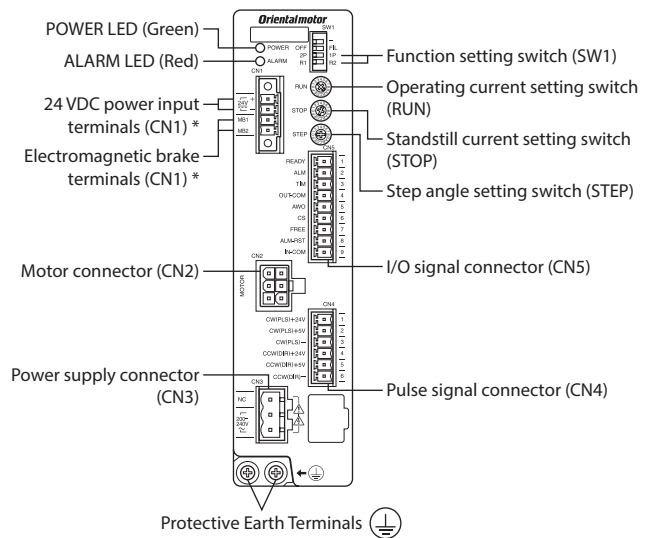 Orientalmotor
POWER LED (Green)
ALARM LED (Red)
24 VDC power input
terminals (CN1) *
Electromagnetic brake
terminals (CN1) *
Motor connector (CN2)
Power supply connector
(CN3)
Protective Earth Terminals
Function setting switch (SW1)
Operating current setting switch
(RUN)
Standstill current setting switch
(STOP)
Step angle setting switch (STEP)
I/O signal connector (CN5)
Pulse signal connector (CN4)
SW1
POWER
ALARM
OFF
2P
R1
FIL
1P
R2
CN1
+
MB1
MB2
RUN
STOP
STEP
CN5
READY 1
ALM 2
TIM 3
OUT-COM 4
AWO 5
CS 6
FREE 7
ALM-RST 8
IN-COM 9
CN2
MOTOR
CN4
CW(PLS)+24V 1
CW(PLS)+5V 2
CW(PLS)− 3
CCW(DIR)+24V 4
CCW(DIR)+5V 5
CCW(DIR)− 6
CN3
NC
200-
240V